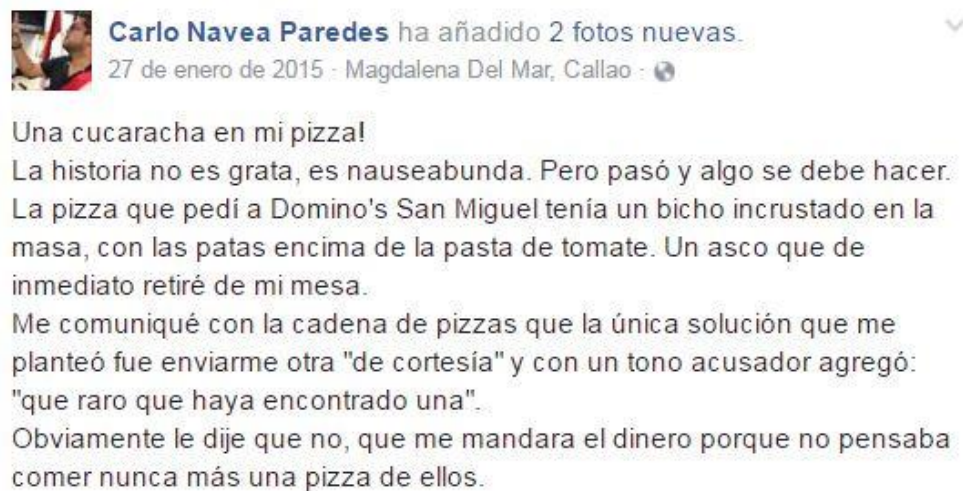 Carlo Navea Paredes ha añadido 2 fotos nuevas.
27 de enero de 2015 · Magdalena Del Mar, Callao ·
Una cucaracha en mi pizza!
La historia no es grata, es nauseabunda. Pero pasó y algo se debe hacer.
La pizza que pedí a Domino's San Miguel tenía un bicho incrustado en la
masa, con las patas encima de la pasta de tomate. Un asco que de
inmediato retiré de mi mesa.
Me comuniqué con la cadena de pizzas que la única solución que me
planteó fue enviarme otra "de cortesía" y con un tono acusador agregó:
"que raro que haya encontrado una".
Obviamente le dije que no, que me mandara el dinero porque no pensaba
comer nunca más una pizza de ellos.